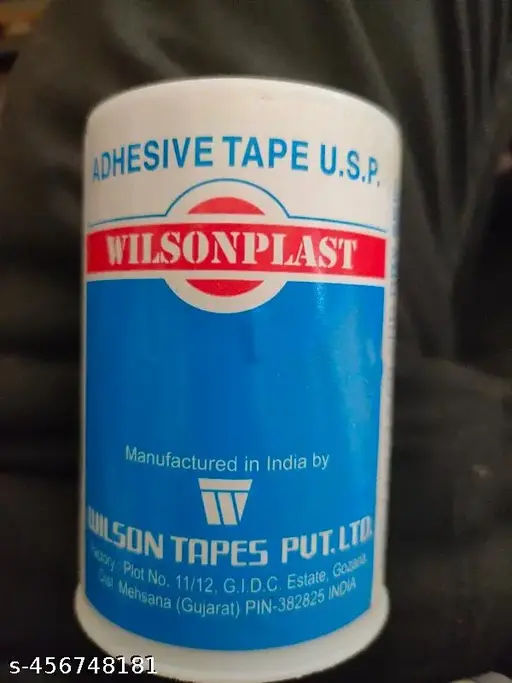 ADHESIVE TAPE U.S.P.
WILSONPLAST
Manufactured in India by
WILSON TAPES PVT. LTD.
Factory : Plot No. 11/12, G.I.D.C. Estate, Gozaria,
Dist Mehsana (Gujarat) PIN-382825 INDIA
s-456748181